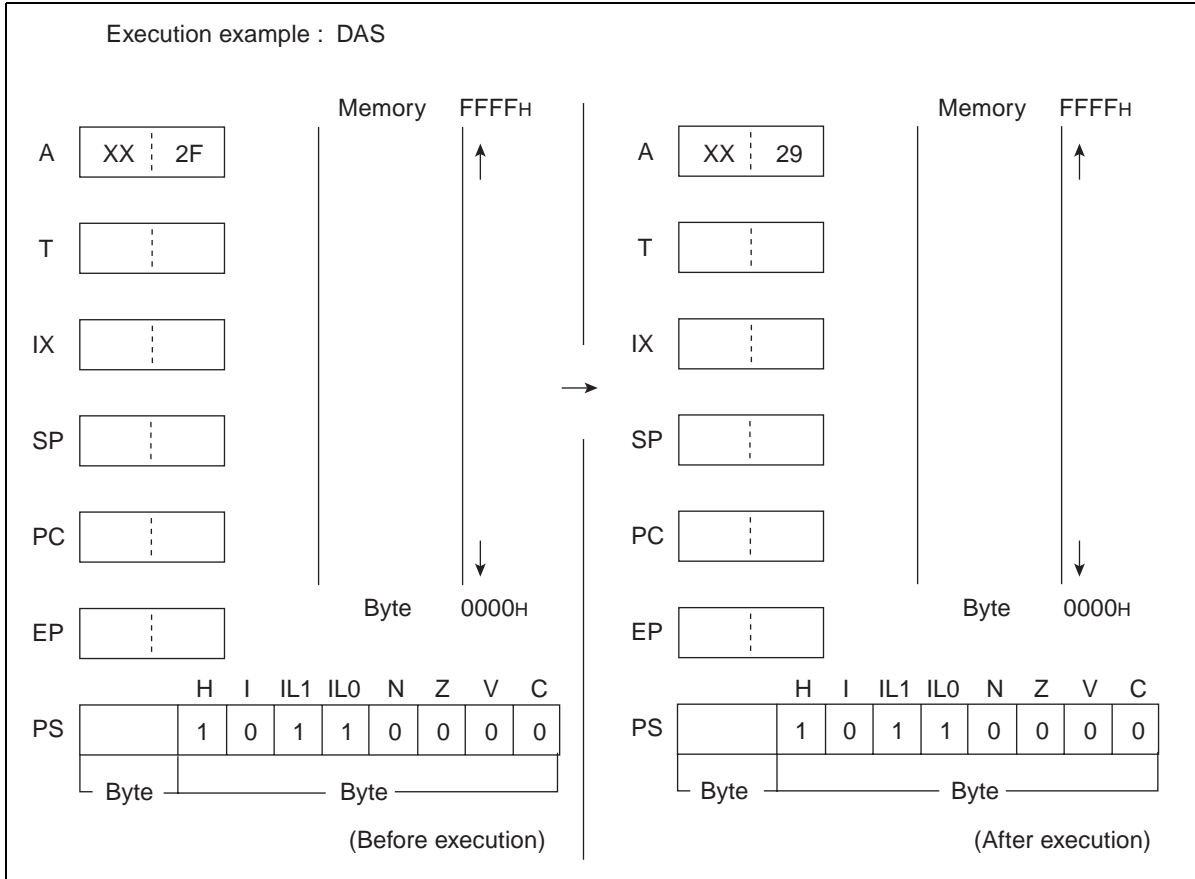 Execution example : DAS
Memory FFFFH
A XX 2F
T
IX
SP
PC
EP
Byte 0000H
H I IL1 IL0 N Z V C
PS 1 0 1 1 0 0 0 0
Byte Byte
(Before execution)
Memory FFFFH
A XX 29
T
IX
SP
PC
EP
Byte 0000H
H I IL1 IL0 N Z V C
PS 1 0 1 1 0 0 0 0
Byte Byte
(After execution)